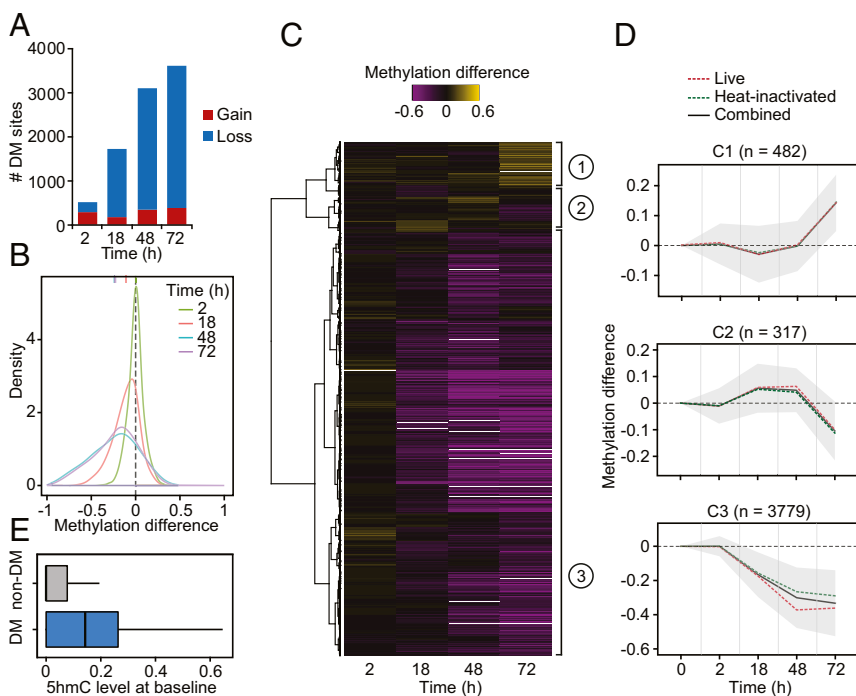 A
4000
3000
2000
1000
0
# DM sites
Gain
Loss
2 18 48 72
Time (h)
B
Time (h)
2
18
48
72
4
2
0
Density
-1 -0.5 0 0.5 1
Methylation difference
E
DM non-DM
0 0.2 0.4 0.6
5hmC level at baseline
C
Methylation difference
-0.6 0.6
1
2
3
2 18 48 72
Time (h)
D
Live
Heat-inactivated
Combined
Methylation difference
C1 (n = 482)
0.2
0.1
0
-0.1
C2 (n = 317)
0.2
0.1
0
-0.1
-0.2
C3 (n = 3779)
0
-0.2
-0.4
-0.6
0 2 18 48 72
Time (h)